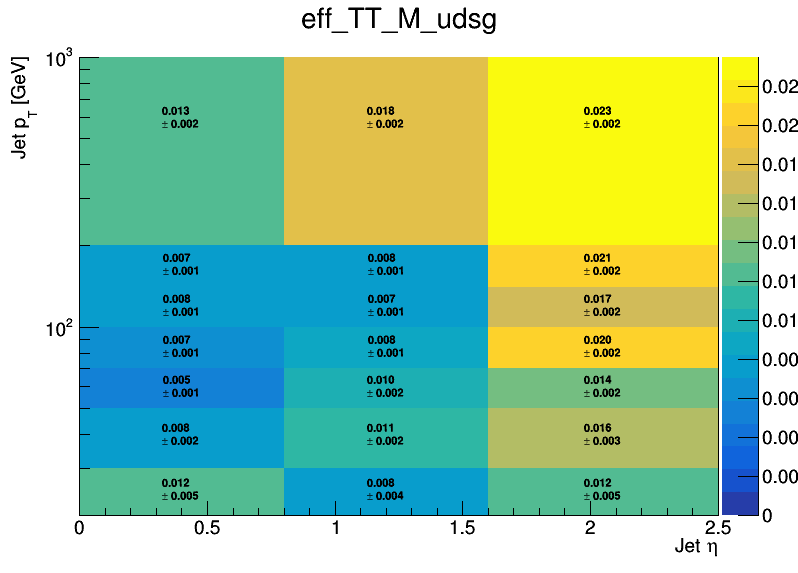 eff_TT_M_udsg
Jet pT [GeV]
10^3
10^2
0.013 0.018 0.023
± 0.002 ± 0.002 ± 0.002
0.007 0.008 0.021
± 0.001 ± 0.001 ± 0.002
0.008 0.007 0.017
± 0.001 ± 0.001 ± 0.002
0.007 0.008 0.020
± 0.001 ± 0.001 ± 0.002
0.005 0.010 0.014
± 0.001 ± 0.002 ± 0.002
0.008 0.011 0.016
± 0.002 ± 0.002 ± 0.003
0.012 0.008 0.012
± 0.005 ± 0.004 ± 0.005
0 0.5 1 1.5 2 2.5
Jet η
0.02
0.02
0.01
0.01
0.01
0.01
0.01
0.00
0.00
0.00
0.00
0